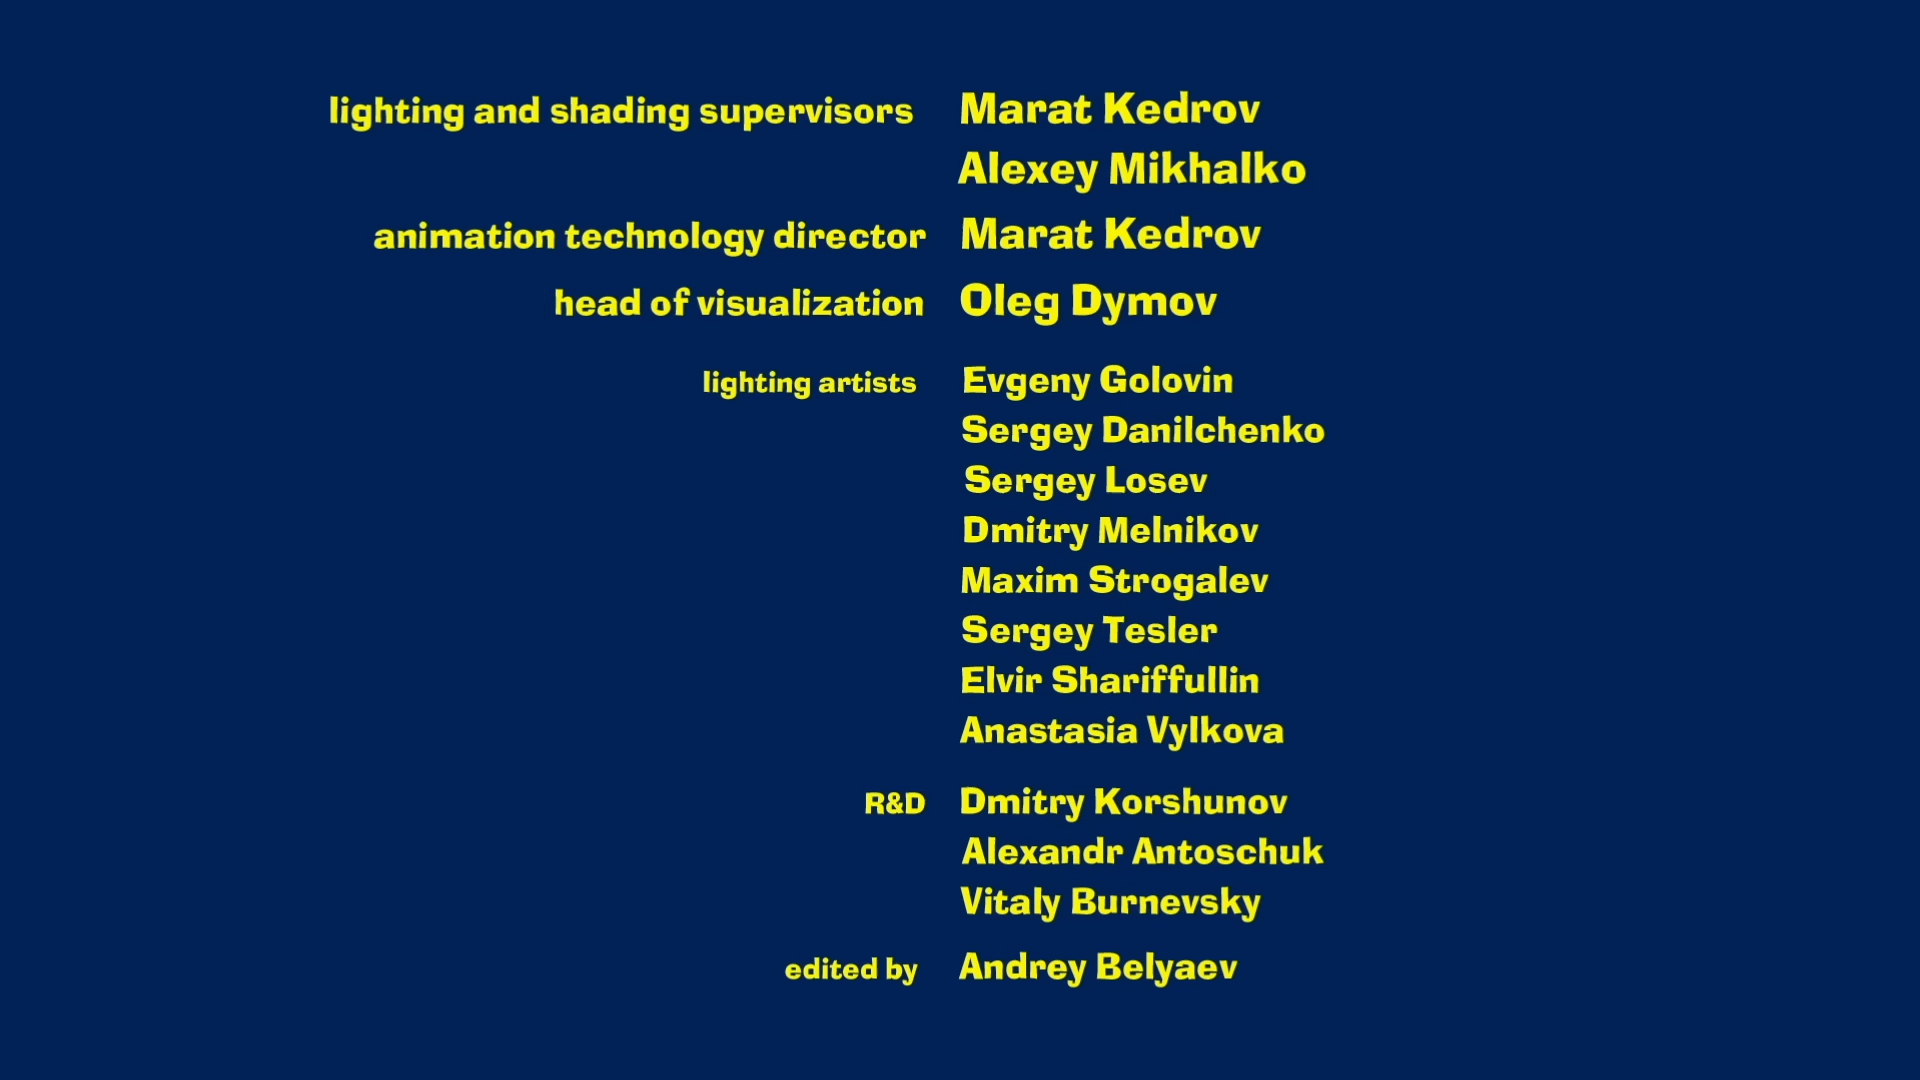 lighting and shading supervisors Marat Kedrov
Alexey Mikhalko
animation technology director Marat Kedrov
head of visualization Oleg Dymov
lighting artists Evgeny Golovin
Sergey Danilchenko
Sergey Losev
Dmitry Melnikov
Maxim Strogalev
Sergey Tesler
Elvir Shariffullin
Anastasia Vylkova
R&D Dmitry Korshunov
Alexandr Antoschuk
Vitaly Burnevsky
edited by Andrey Belyaev